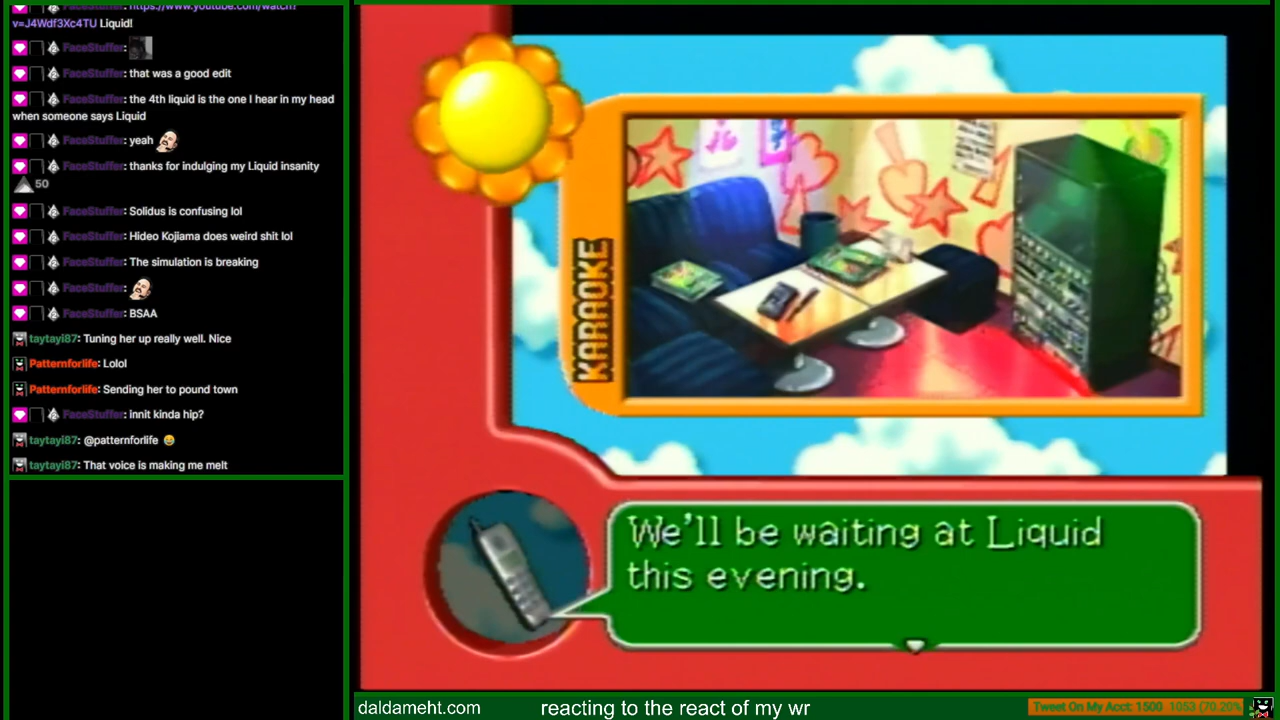 https://www.youtube.com/watch?
v=J4Wdf3Xc4TU Liquid!
FaceStuffer:
FaceStuffer: that was a good edit
FaceStuffer: the 4th liquid is the one I hear in my head
when someone says Liquid
FaceStuffer: yeah
FaceStuffer: thanks for indulging my Liquid insanity
50
FaceStuffer: Solidus is confusing lol
FaceStuffer: Hideo Kojiama does weird shit lol
FaceStuffer: The simulation is breaking
FaceStuffer:
FaceStuffer: BSAA
taytayi87: Tuning her up really well. Nice
Patternforlife: Lolol
Patternforlife: Sending her to pound town
FaceStuffer: innit kinda hip?
taytayi87: @patternforlife
taytayi87: That voice is making me melt
KARAOKE
We'll be waiting at Liquid
this evening.
daldameht.com
reacting to the react of my wr
Tweet On My Acct: 1500 1053 (70.20%